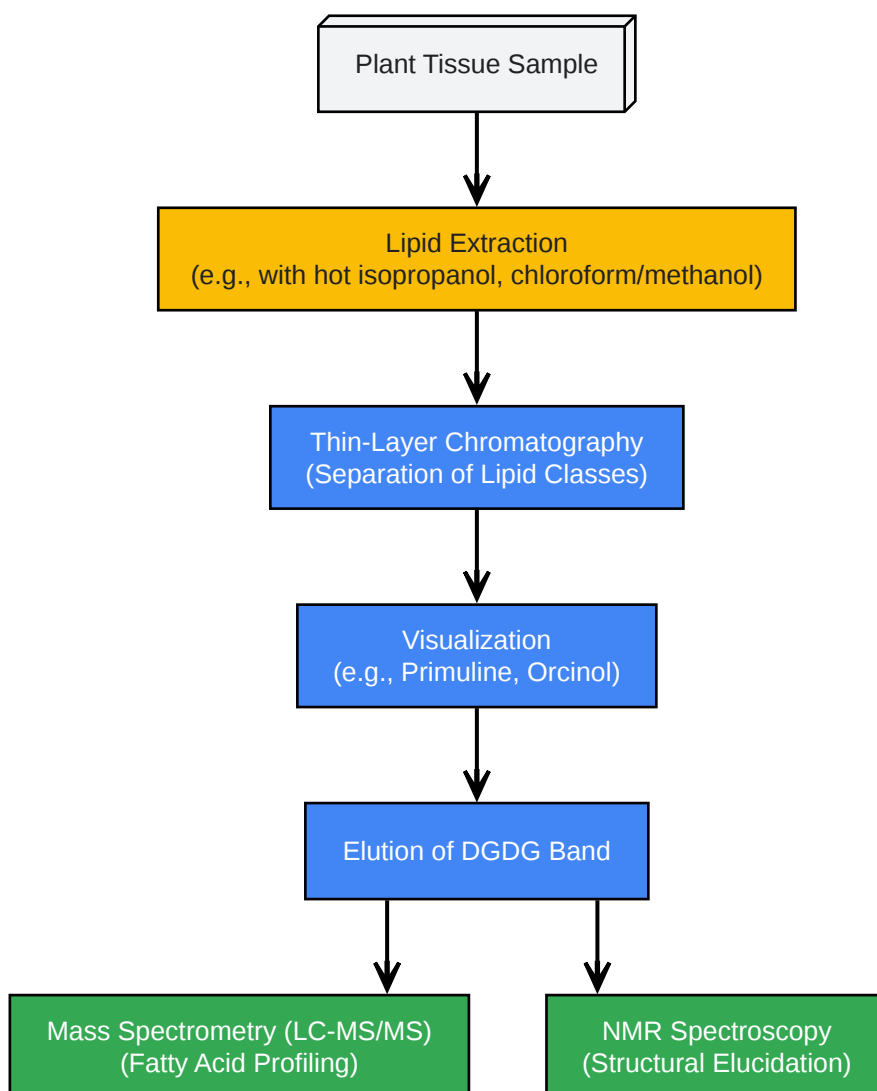 Plant Tissue Sample
Lipid Extraction
(e.g., with hot isopropanol, chloroform/methanol)
Thin-Layer Chromatography
(Separation of Lipid Classes)
Visualization
(e.g., Primuline, Orcinol)
Elution of DGDG Band
Mass Spectrometry (LC-MS/MS)
(Fatty Acid Profiling)
NMR Spectroscopy
(Structural Elucidation)